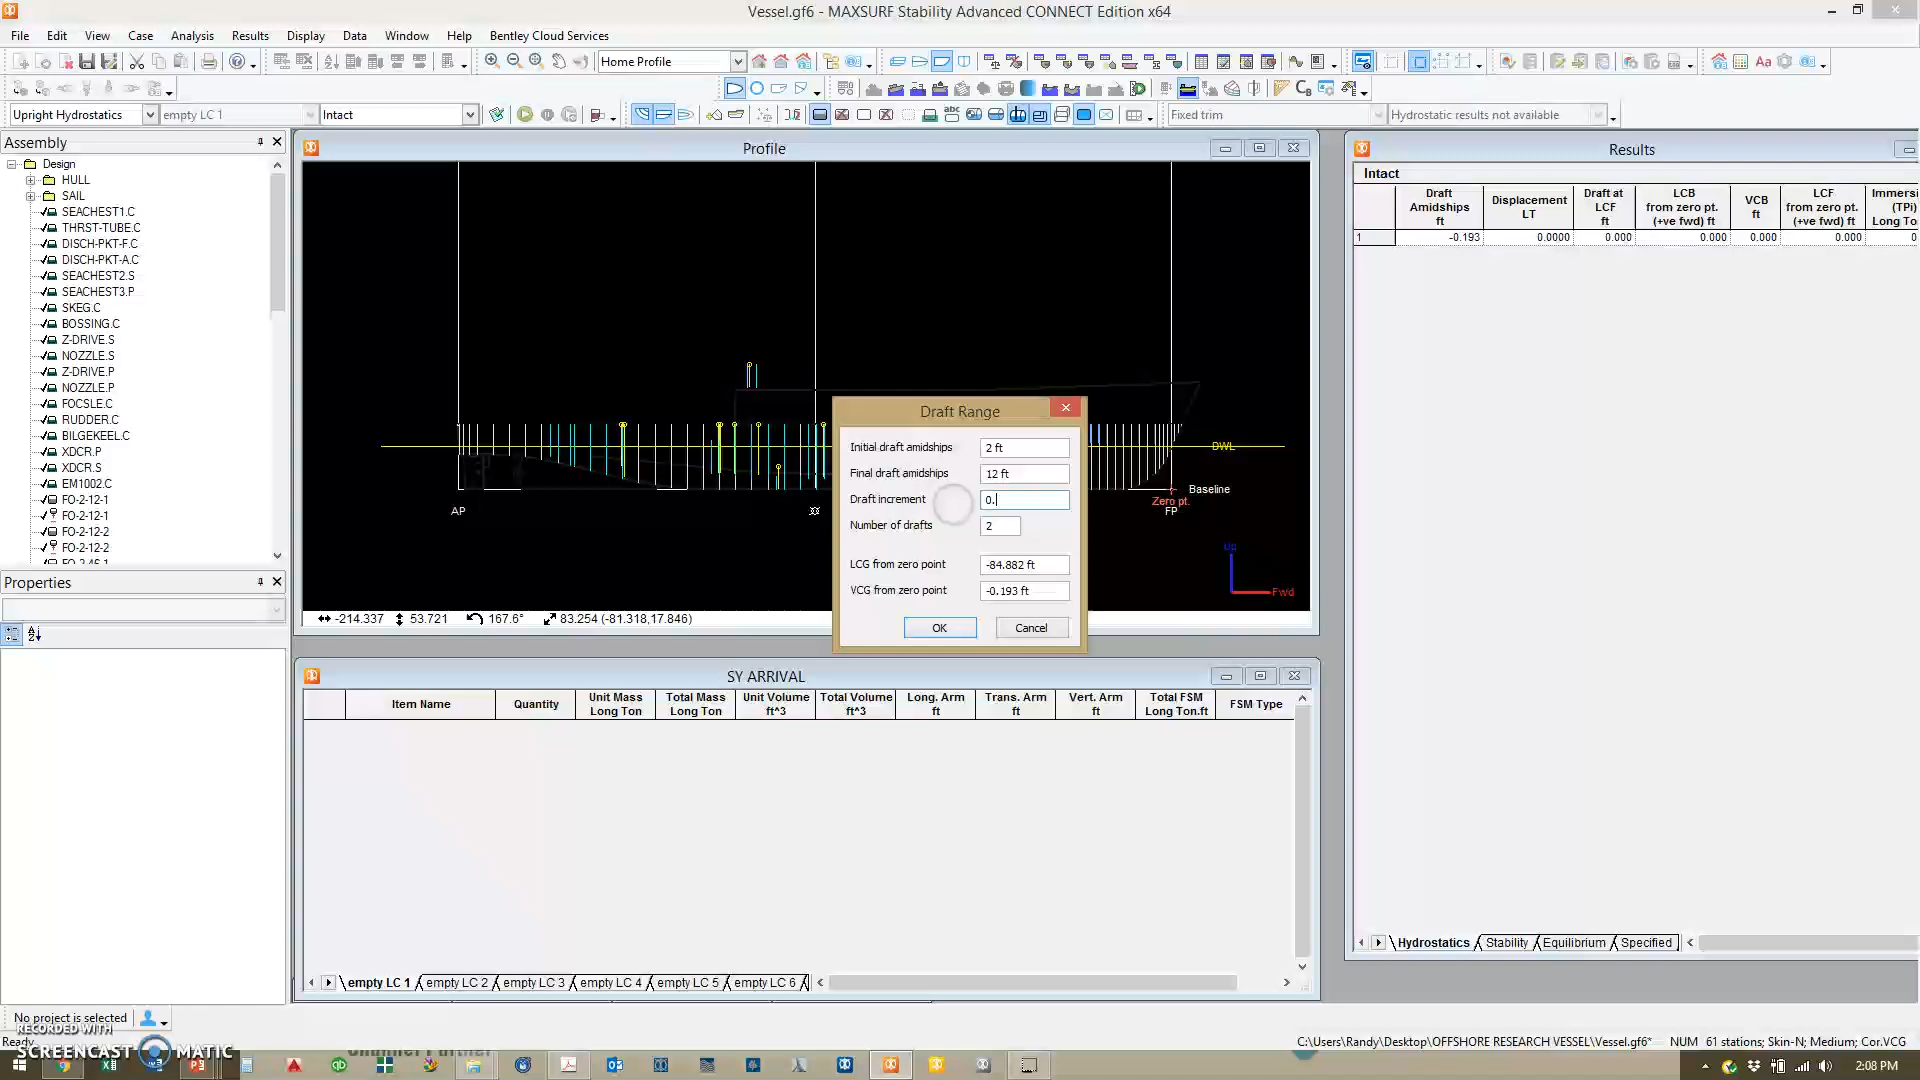 Vessel.gf6 - MAXSURF Stability Advanced CONNECT Edition x64
File Edit View Case Analysis Results Display Data Window Help Bentley Cloud Services
Home Profile
Upright Hydrostatics empty LC 1 Intact Fixed trim Hydrostatic results not available
Assembly
Design
HULL
SAIL
SEACHEST1.C
THRST-TUBE.C
DISCH-PKT-F.C
DISCH-PKT-A.C
SEACHEST2.S
SEACHEST3.P
SKEG.C
BOSSING.C
Z-DRIVE.S
NOZZLE.S
Z-DRIVE.P
NOZZLE.P
FOCSLE.C
RUDDER.C
BILGEKEEL.C
XDCR.P
XDCR.S
EM1002.C
FO-2-12-1
FO-2-12-1
FO-2-12-2
FO-2-12-2
Properties
No project is selected
Ready
RECORDED WITH
SCREENCAST MATIC
Profile
DWL
Baseline
Zero pt.
AP
FP
Up
Fwd
-214.337 53.721 167.6° 83.254 (-81.318,17.846)
Draft Range
Initial draft amidships 2 ft
Final draft amidships 12 ft
Draft increment 0.
Number of drafts 2
LCG from zero point -84.882 ft
VCG from zero point -0.193 ft
OK Cancel
SY ARRIVAL
Item Name Quantity Unit Mass Long Ton Total Mass Long Ton Unit Volume ft^3 Total Volume ft^3 Long. Arm ft Trans. Arm ft Vert. Arm ft Total FSM Long Ton.ft FSM Type
empty LC 1 empty LC 2 empty LC 3 empty LC 4 empty LC 5 empty LC 6
Results
Intact
Draft Amidships ft Displacement LT Draft at LCF ft LCB from zero pt. (+ve fwd) ft VCB ft LCF from zero pt. (+ve fwd) ft Immersi (TPi) Long To
1 -0.193 0.0000 0.000 0.000 0.000 0.000 0
Hydrostatics Stability Equilibrium Specified
C:\Users\Randy\Desktop\OFFSHORE RESEARCH VESSEL\Vessel.gf6* NUM 61 stations; Skin-N; Medium; Cor.VCG
2:08 PM